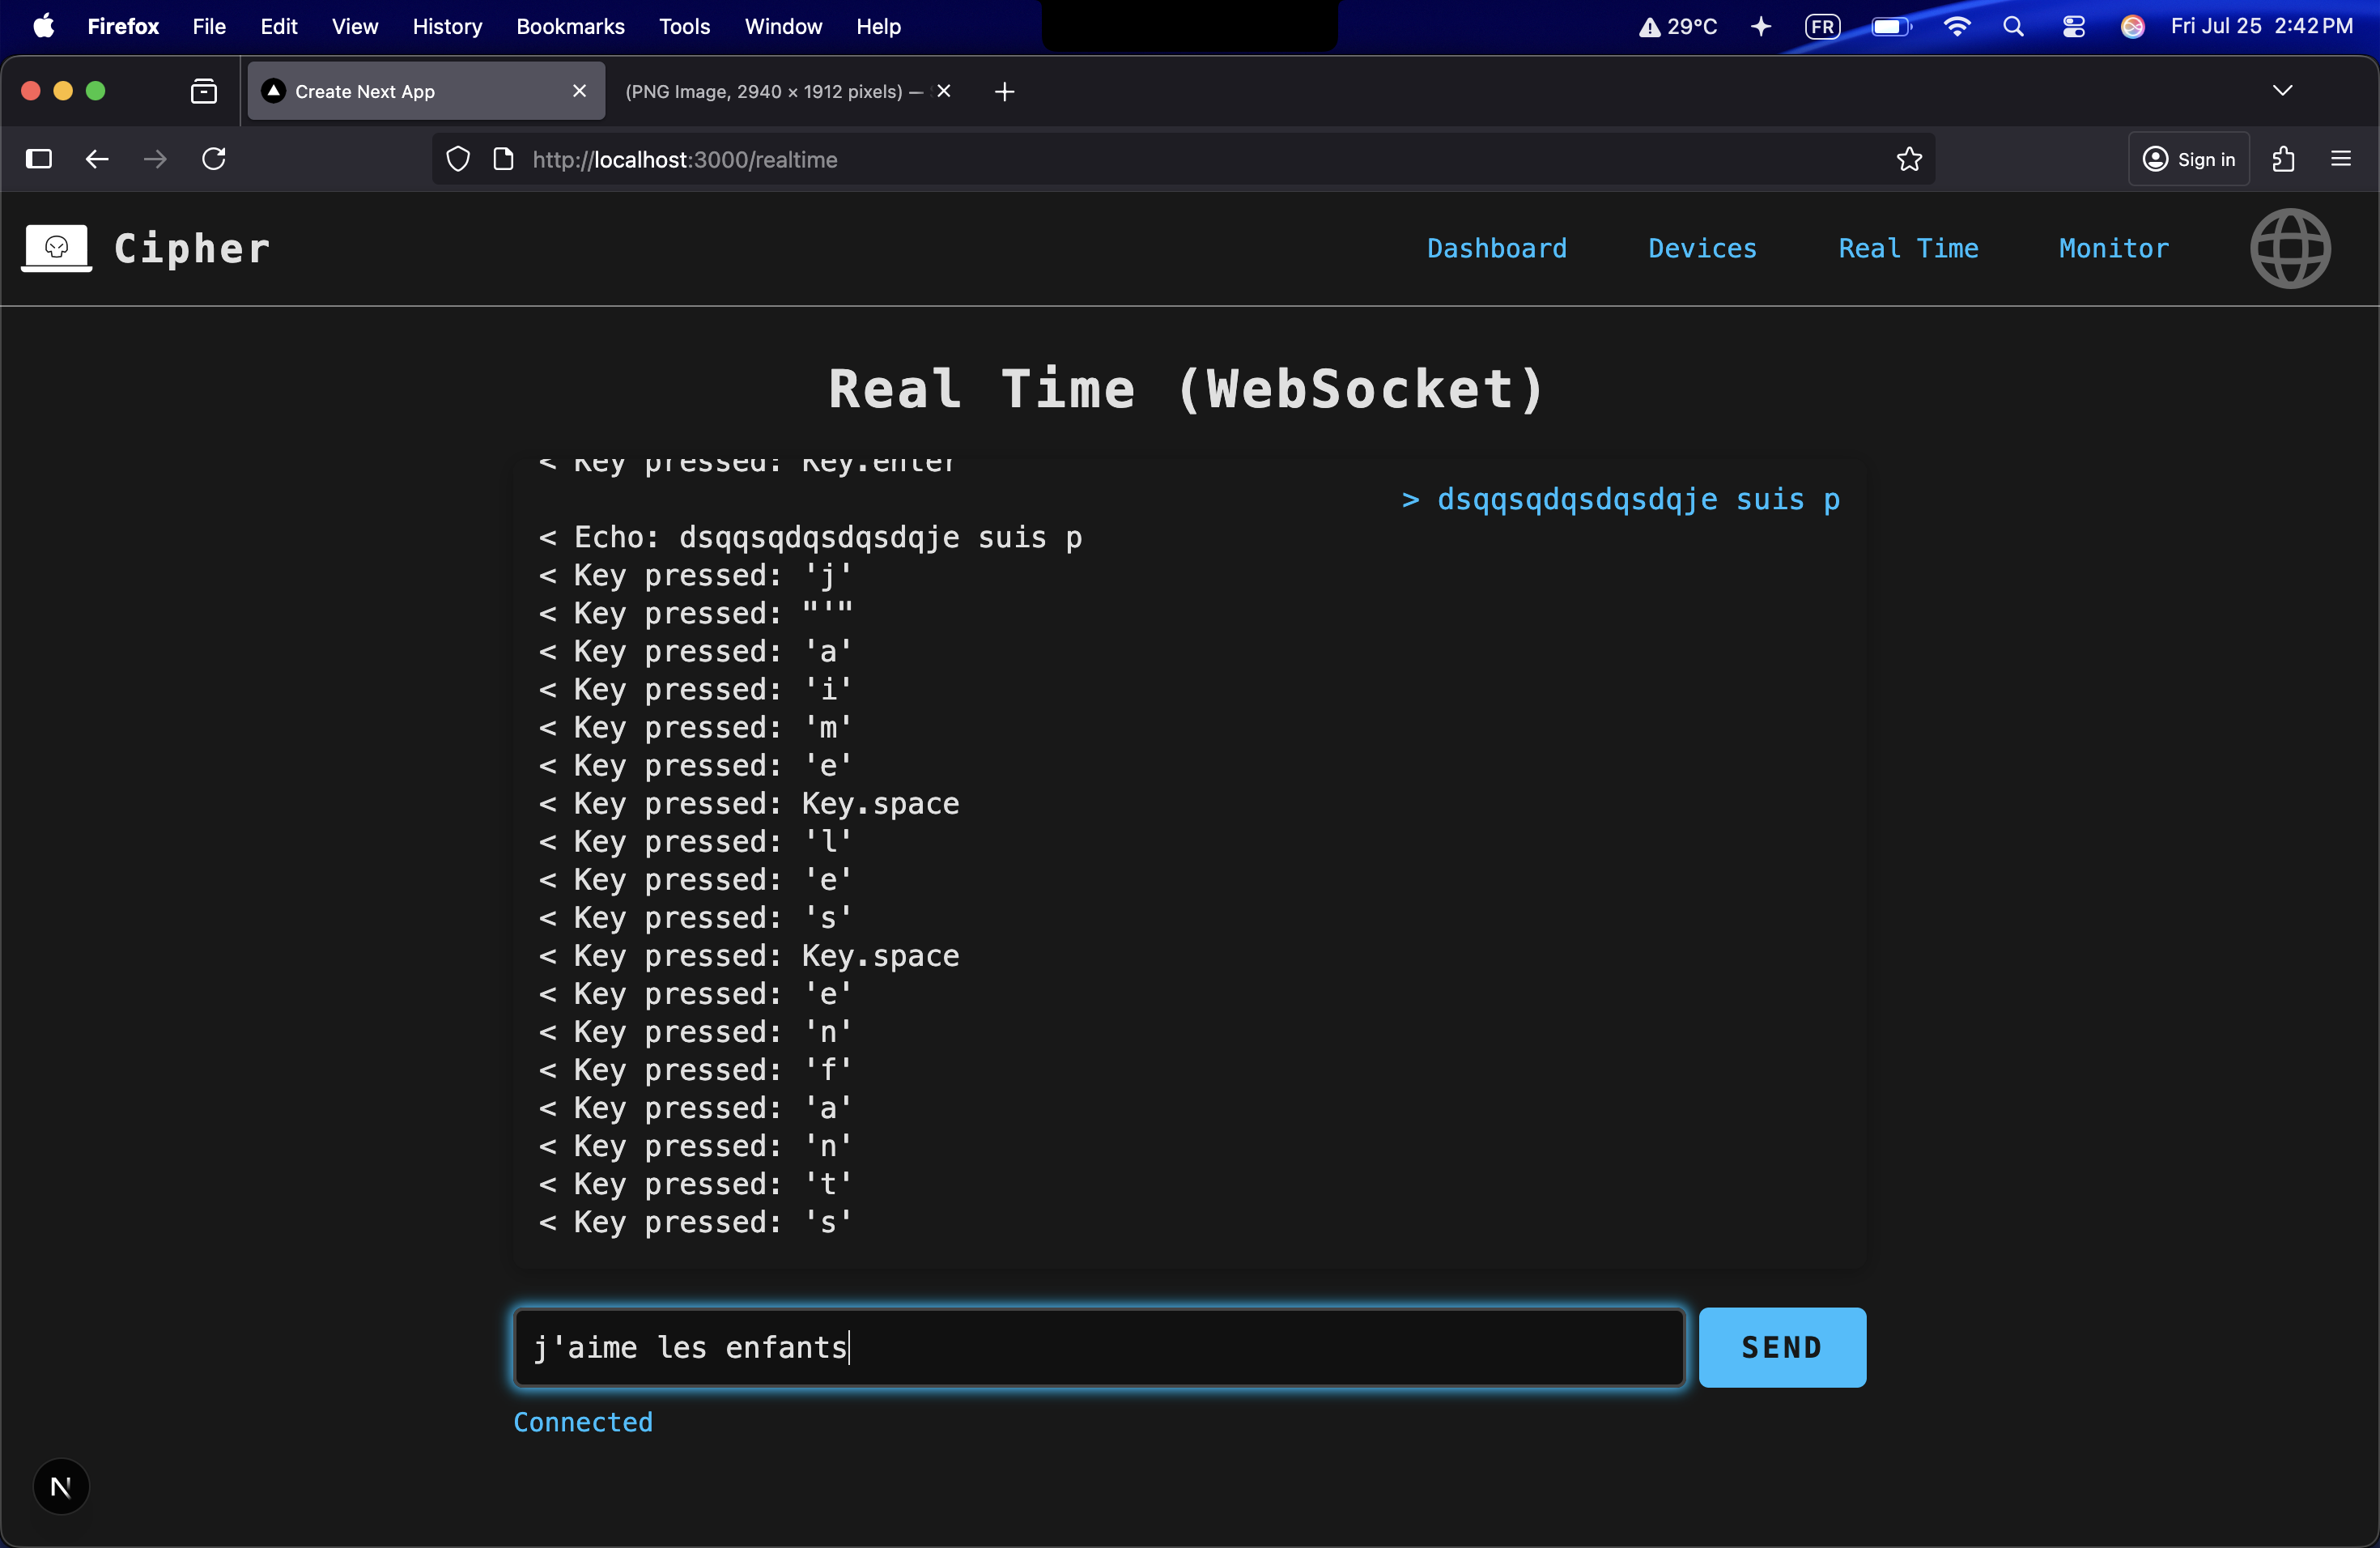 Firefox File Edit View History Bookmarks Tools Window Help 29°C FR Fri Jul 25 2:42 PM
Create Next App (PNG Image, 2940 × 1912 pixels) —
http://localhost:3000/realtime Sign in
Cipher Dashboard Devices Real Time Monitor
Real Time (WebSocket)
< Key pressed: Key.enter
> dsqqsqdqsdqsdqje suis p
< Echo: dsqqsqdqsdqsdqje suis p
< Key pressed: 'j'
< Key pressed: "'"
< Key pressed: 'a'
< Key pressed: 'i'
< Key pressed: 'm'
< Key pressed: 'e'
< Key pressed: Key.space
< Key pressed: 'l'
< Key pressed: 'e'
< Key pressed: 's'
< Key pressed: Key.space
< Key pressed: 'e'
< Key pressed: 'n'
< Key pressed: 'f'
< Key pressed: 'a'
< Key pressed: 'n'
< Key pressed: 't'
< Key pressed: 's'
j'aime les enfants SEND
Connected
N